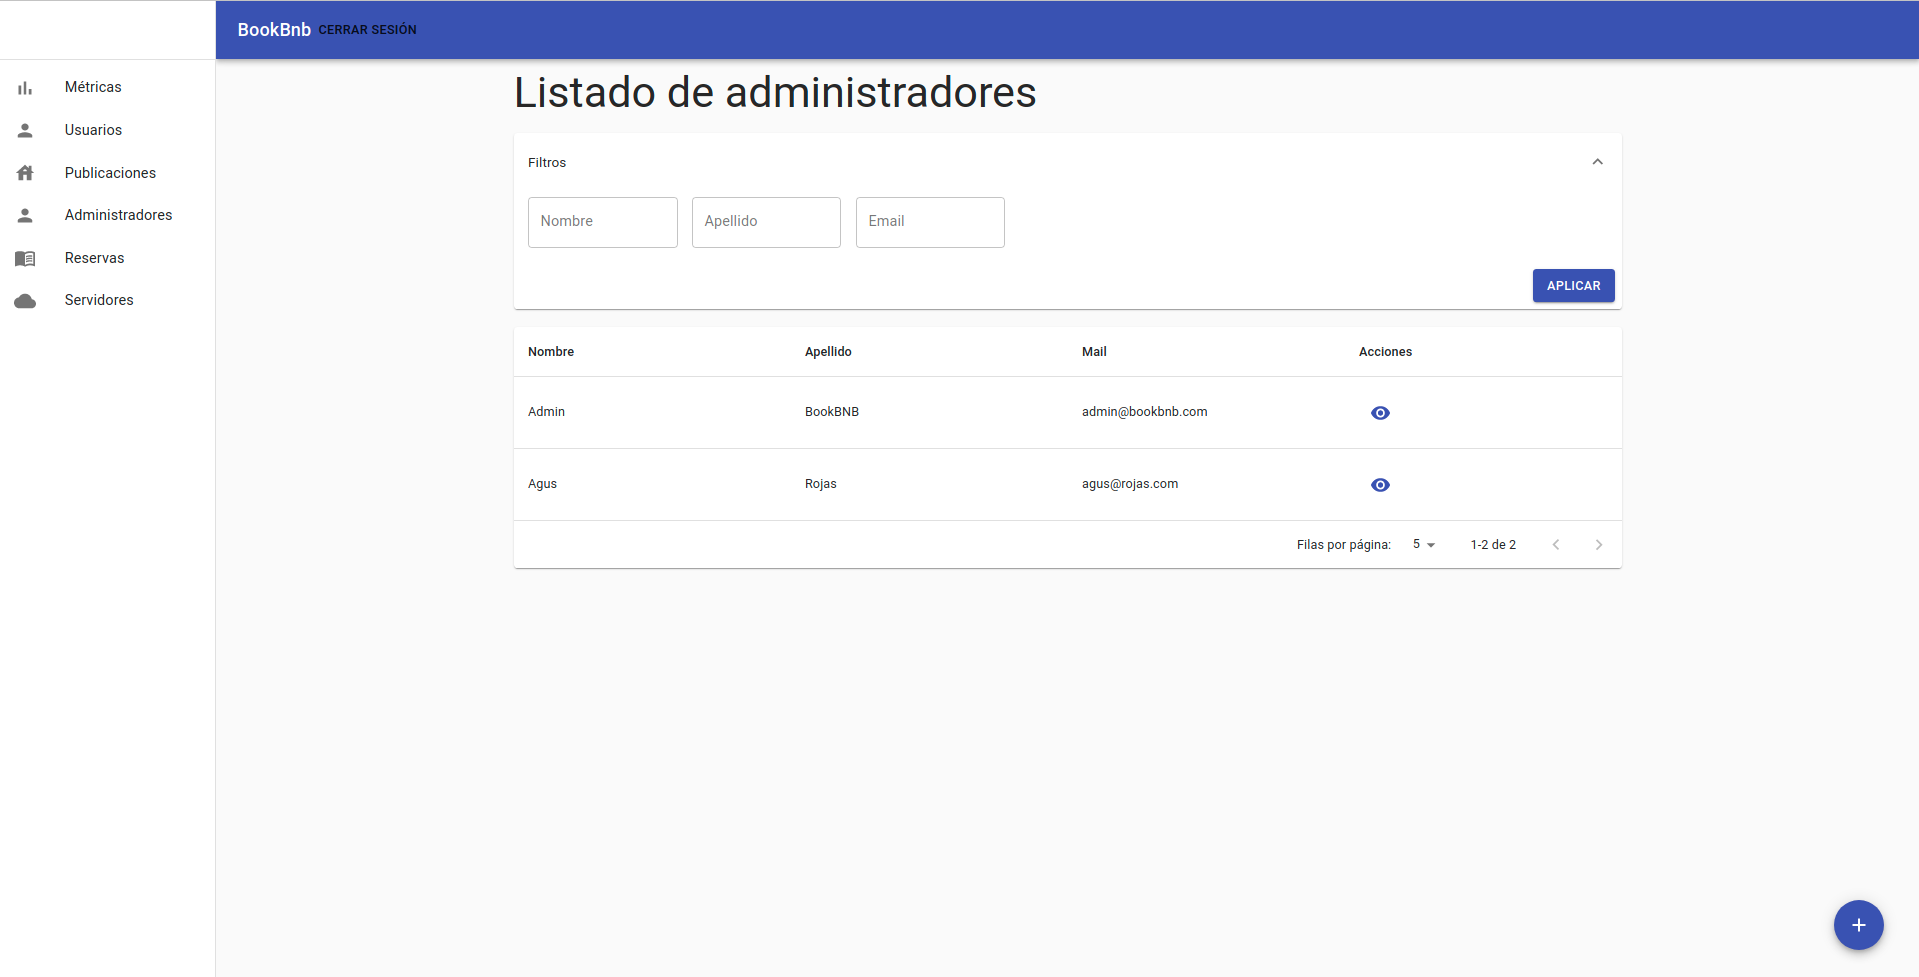 BookBnb CERRAR SESIÓN
Métricas
Usuarios
Publicaciones
Administradores
Reservas
Servidores
Listado de administradores
Filtros
Nombre Apellido Email
APLICAR
Nombre Apellido Mail Acciones
Admin BookBNB admin@bookbnb.com
Agus Rojas agus@rojas.com
Filas por página: 5 1-2 de 2